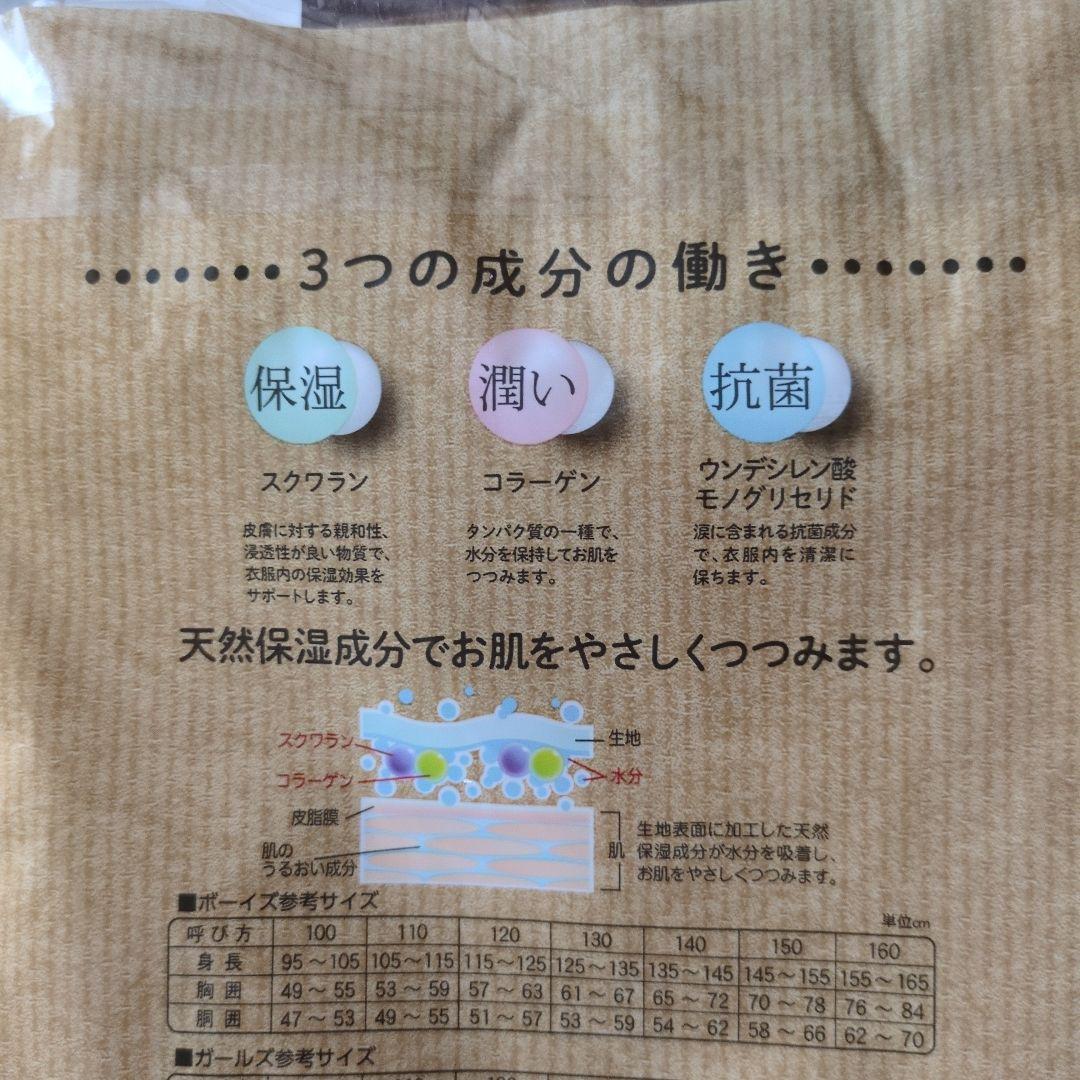 ・・・・・・・3つの成分の働き・・・・・・・
保湿
潤い
抗菌
スクワラン
コラーゲン
ウンデシレン酸
モノグリセリド
皮膚に対する親和性、
浸透性が良い物質で、
衣服内の保湿効果を
サポートします。
タンパク質の一種で、
水分を保持してお肌を
つつみます。
涙に含まれる抗菌成分
で、衣服内を清潔に
保ちます。
天然保湿成分でお肌をやさしくつつみます。
スクワラン
コラーゲン
生地
水分
皮脂膜
肌の
うるおい成分
肌
生地表面に加工した天然
保湿成分が水分を吸着し、
お肌をやさしくつつみます。
■ボーイズ参考サイズ
単位cm
呼び方 100 110 120 130 140 150 160
身長 95～105 105～115 115～125 125～135 135～145 145～155 155～165
胸囲 49～55 53～59 57～63 61～67 65～72 70～78 76～84
胴囲 47～53 49～55 51～57 53～59 54～62 58～66 62～70
■ガールズ参考サイズ